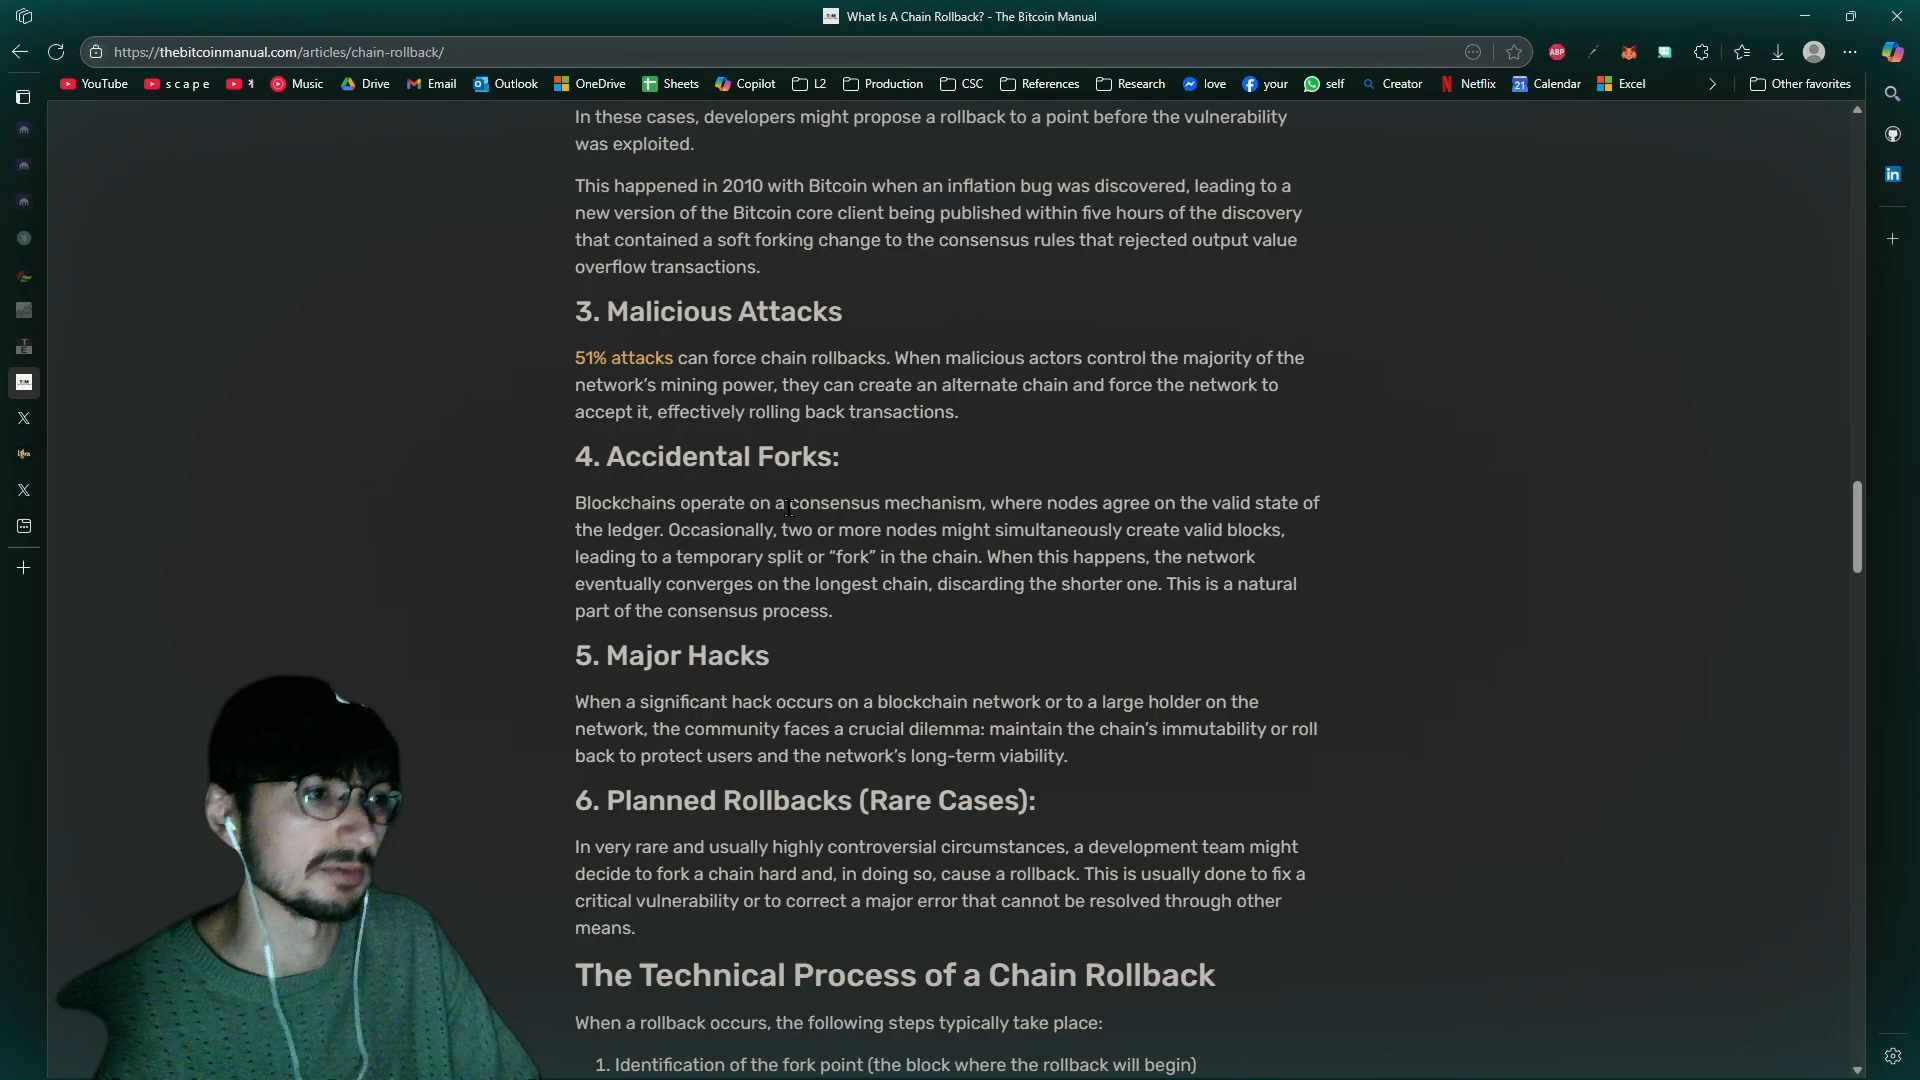 What Is A Chain Rollback? - The Bitcoin Manual
https://thebitcoinmanual.com/articles/chain-rollback/
ABP
YouTube
s c a p e
Music
Drive
Email
Outlook
OneDrive
Sheets
Copilot
L2
Production
CSC
References
Research
love
your
self
Creator
Netflix
Calendar
Excel
Other favorites
In these cases, developers might propose a rollback to a point before the vulnerability
was exploited.
This happened in 2010 with Bitcoin when an inflation bug was discovered, leading to a
new version of the Bitcoin core client being published within five hours of the discovery
that contained a soft forking change to the consensus rules that rejected output value
overflow transactions.
3. Malicious Attacks
51% attacks can force chain rollbacks. When malicious actors control the majority of the
network's mining power, they can create an alternate chain and force the network to
accept it, effectively rolling back transactions.
4. Accidental Forks:
Blockchains operate on a consensus mechanism, where nodes agree on the valid state of
the ledger. Occasionally, two or more nodes might simultaneously create valid blocks,
leading to a temporary split or “fork” in the chain. When this happens, the network
eventually converges on the longest chain, discarding the shorter one. This is a natural
part of the consensus process.
5. Major Hacks
When a significant hack occurs on a blockchain network or to a large holder on the
network, the community faces a crucial dilemma: maintain the chain's immutability or roll
back to protect users and the network's long-term viability.
6. Planned Rollbacks (Rare Cases):
In very rare and usually highly controversial circumstances, a development team might
decide to fork a chain hard and, in doing so, cause a rollback. This is usually done to fix a
critical vulnerability or to correct a major error that cannot be resolved through other
means.
The Technical Process of a Chain Rollback
When a rollback occurs, the following steps typically take place:
1. Identification of the fork point (the block where the rollback will begin)